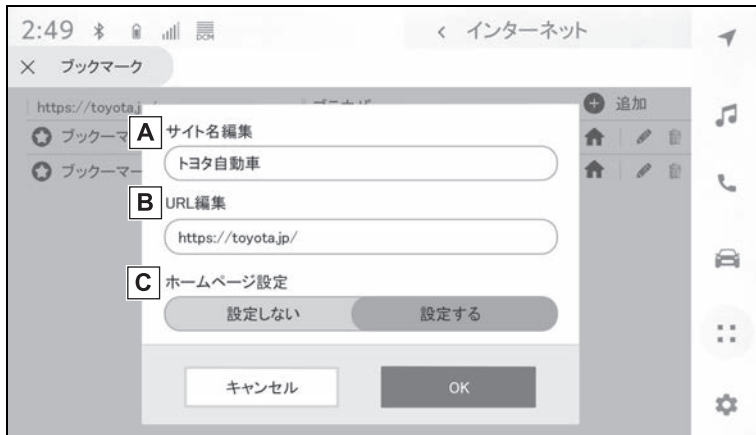 2:49 DCM < インターネット
× ブックマーク
https://toyota.j
追加
ブックーマ
ブックーマー
A サイト名編集
トヨタ自動車
B URL編集
https://toyota.jp/
C ホームページ設定
設定しない 設定する
キャンセル OK